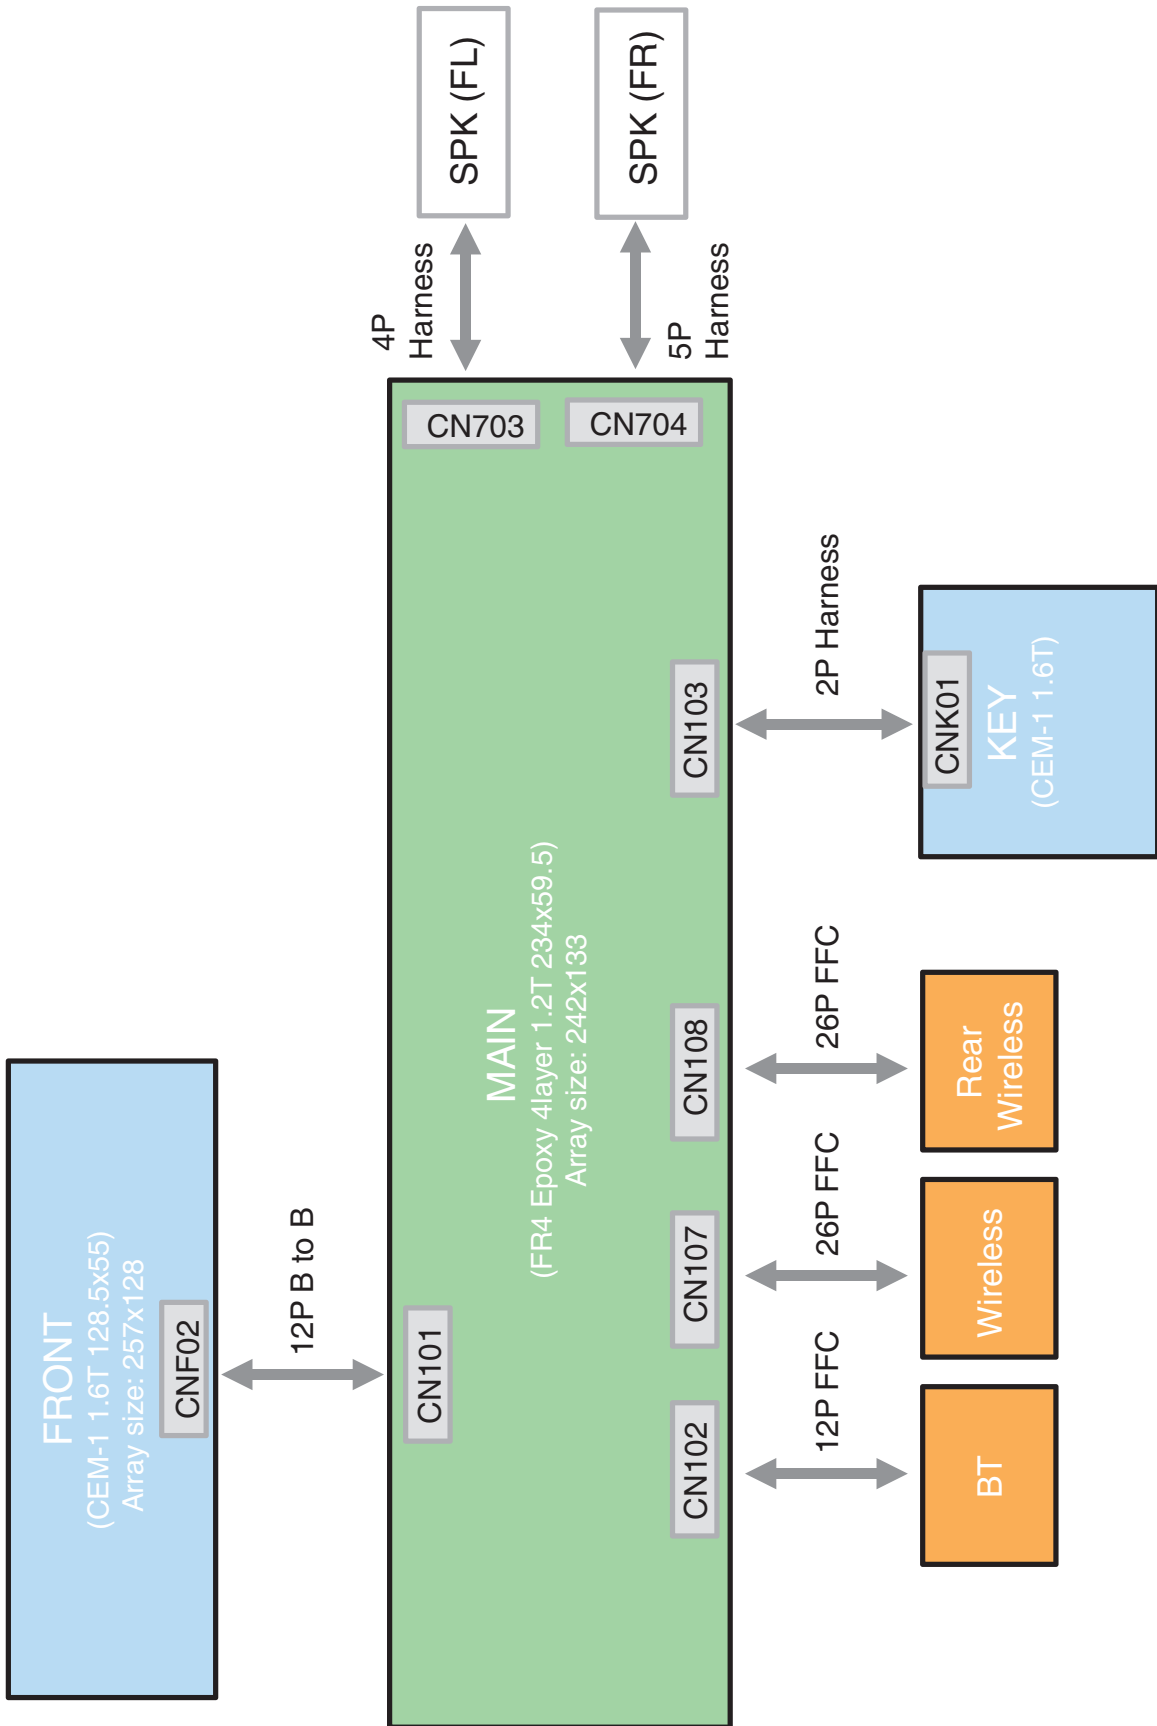 FRONT
(CEM-1 1.6T 128.5x55)
Array size: 257x128
CNF02
12P B to B
CN101
MAIN
(FR4 Epoxy 4layer 1.2T 234x59.5)
Array size: 242x133
CN703
CN704
4P
Harness
5P
Harness
SPK (FL)
SPK (FR)
CN102
CN107
CN108
CN103
12P FFC
26P FFC
26P FFC
2P Harness
BT
Wireless
Rear
Wireless
CNK01
KEY
(CEM-1 1.6T)